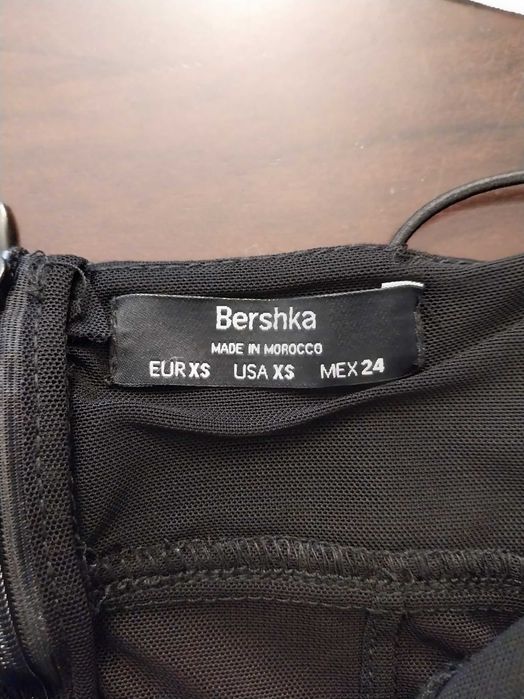 Bershka
MADE IN MOROCCO
EUR XS USA XS MEX 24